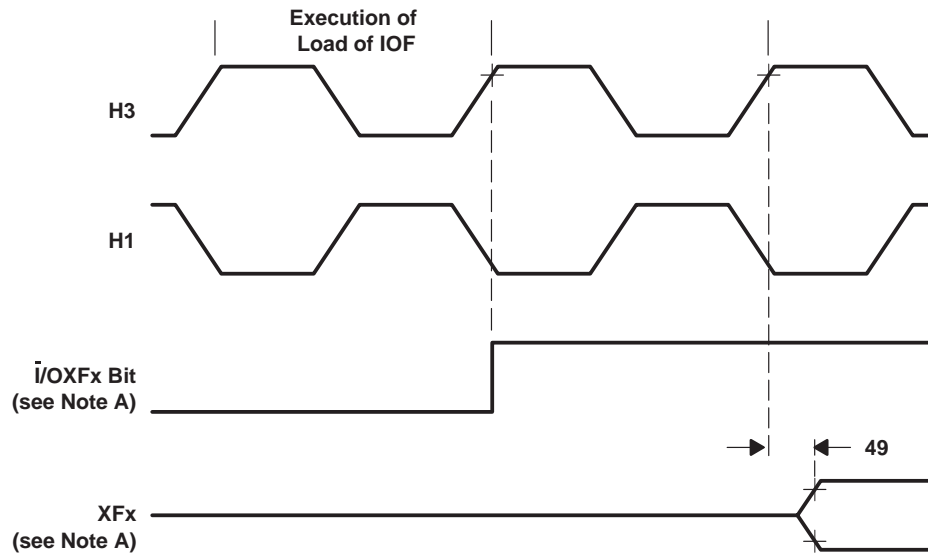 Execution of
Load of IOF
H3
H1
Ī/OXFx Bit
(see Note A)
49
XFx
(see Note A)